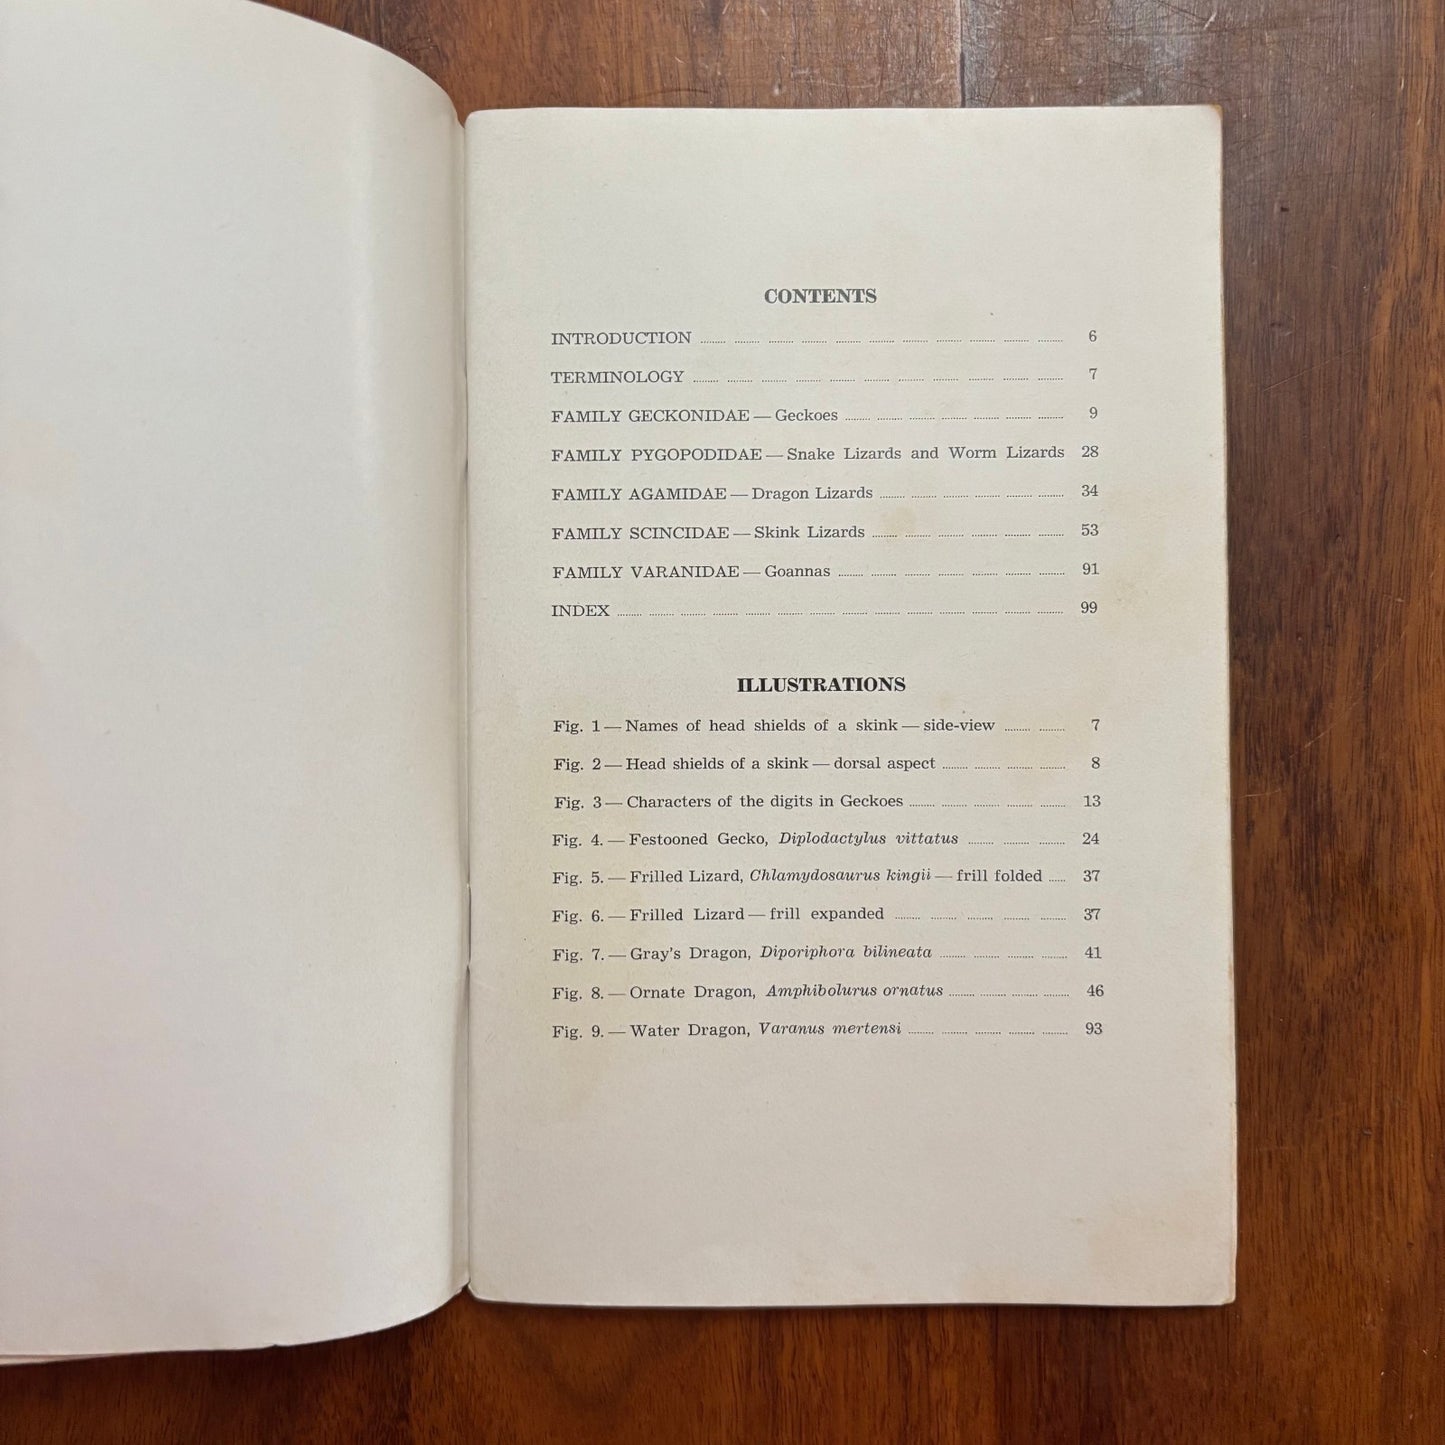 CONTENTS
INTRODUCTION ........ ........ ........ ........ ........ ........ ........ ........ ........ ........ ........ 6
TERMINOLOGY ........ ........ ........ ........ ........ ........ ........ ........ ........ ........ ........ 7
FAMILY GECKONIDAE — Geckoes ........ ........ ........ ........ ........ ........ ........ 9
FAMILY PYGOPODIDAE — Snake Lizards and Worm Lizards 28
FAMILY AGAMIDAE — Dragon Lizards ........ ........ ........ ........ ........ ........ 34
FAMILY SCINCIDAE — Skink Lizards ........ ........ ........ ........ ........ ........ 53
FAMILY VARANIDAE — Goannas ........ ........ ........ ........ ........ ........ ........ 91
INDEX ........ ........ ........ ........ ........ ........ ........ ........ ........ ........ ........ ........ ........ ........ 99
ILLUSTRATIONS
Fig. 1 — Names of head shields of a skink — side-view ........ ........ 7
Fig. 2 — Head shields of a skink — dorsal aspect ........ ........ ........ ........ 8
Fig. 3 — Characters of the digits in Geckoes ........ ........ ........ ........ ........ 13
Fig. 4. — Festooned Gecko, Diplodactylus vittatus ........ ........ ........ 24
Fig. 5. — Frilled Lizard, Chlamydosaurus kingii — frill folded ..... 37
Fig. 6. — Frilled Lizard — frill expanded ........ ........ ........ ........ ........ 37
Fig. 7. — Gray's Dragon, Diporiphora bilineata ........ ........ ........ ........ 41
Fig. 8. — Ornate Dragon, Amphibolurus ornatus ........ ........ ........ ........ 46
Fig. 9. — Water Dragon, Varanus mertensi ........ ........ ........ ........ ........ 93